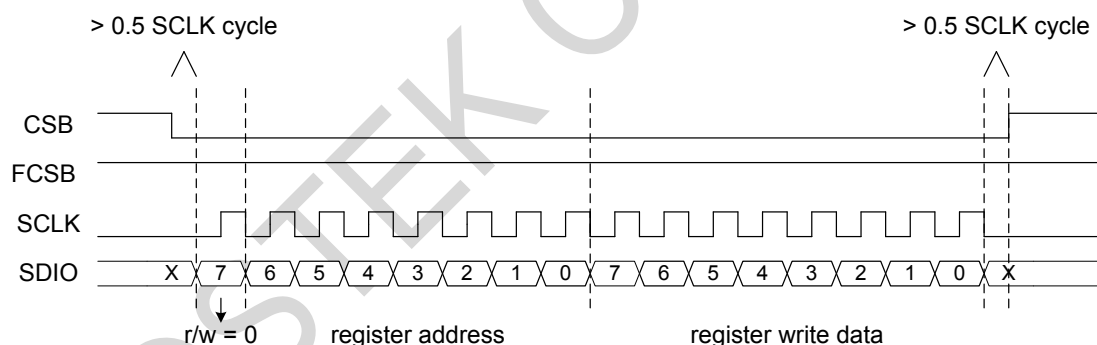 > 0.5 SCLK cycle > 0.5 SCLK cycle
CSB
FCSB
SCLK
SDIO X 7 6 5 4 3 2 1 0 7 6 5 4 3 2 1 0 X
r/w = 0 register address register write data